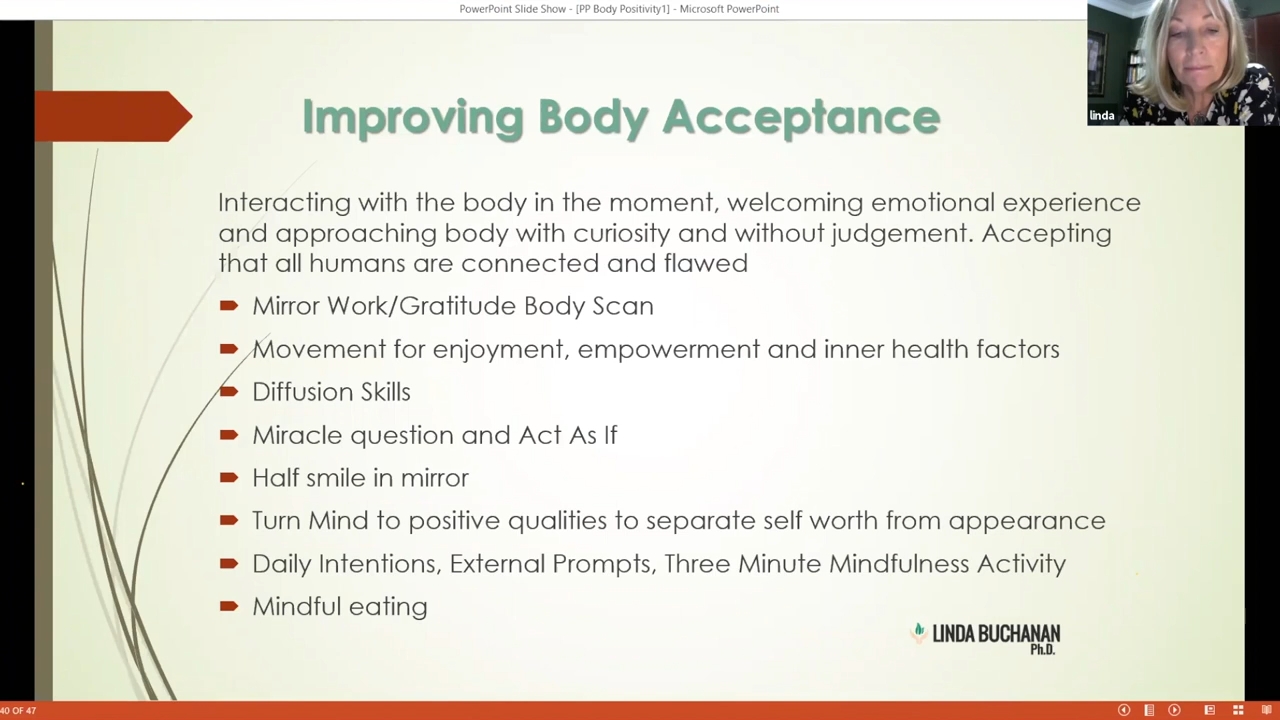 PowerPoint Slide Show - [PP Body Positivity1] - Microsoft PowerPoint
linda
Improving Body Acceptance
Interacting with the body in the moment, welcoming emotional experience
and approaching body with curiosity and without judgement. Accepting
that all humans are connected and flawed
Mirror Work/Gratitude Body Scan
Movement for enjoyment, empowerment and inner health factors
Diffusion Skills
Miracle question and Act As If
Half smile in mirror
Turn Mind to positive qualities to separate self worth from appearance
Daily Intentions, External Prompts, Three Minute Mindfulness Activity
Mindful eating
LINDA BUCHANAN
Ph.D.
40 OF 47